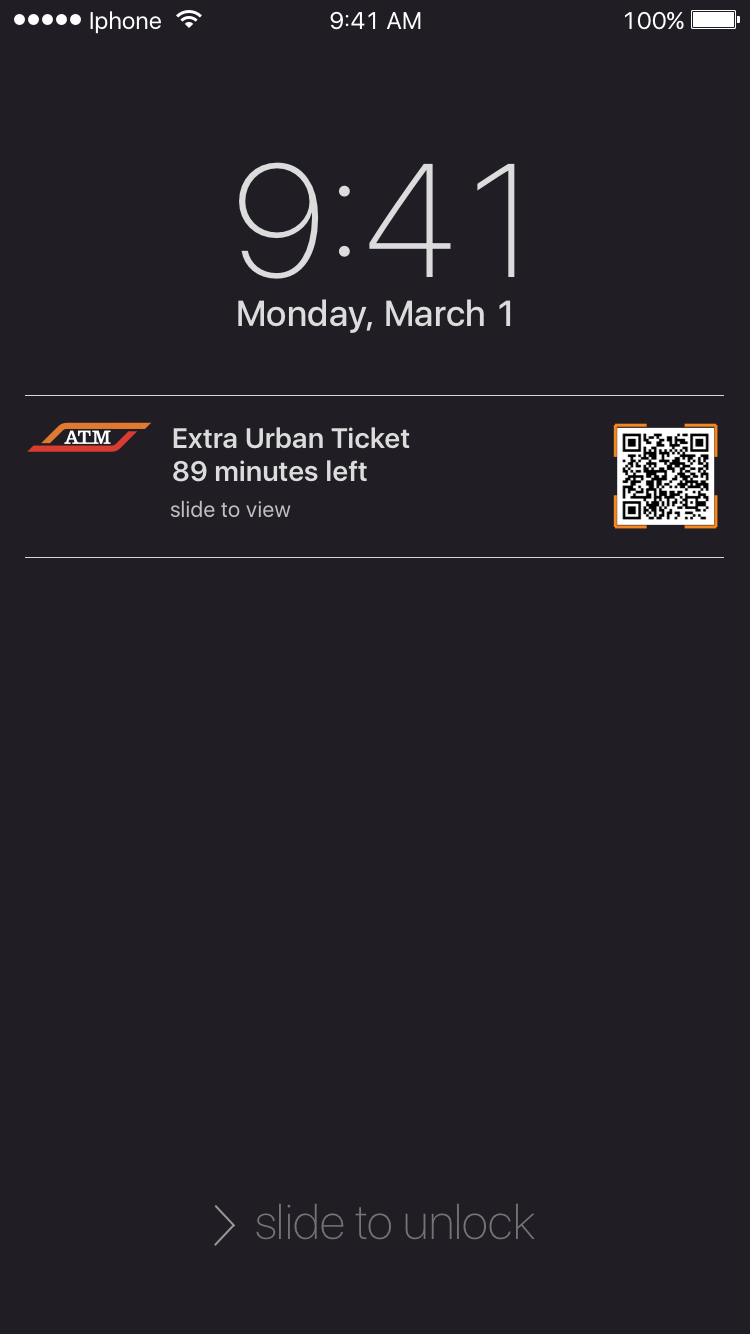 Iphone 9:41 AM 100%
9:41
Monday, March 1
ATM
Extra Urban Ticket
89 minutes left
slide to view
slide to unlock